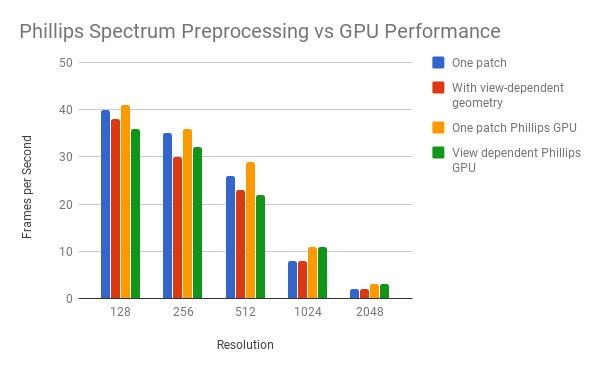 Phillips Spectrum Preprocessing vs GPU Performance
50
40
30
20
10
0
Frames per Second
128
256
512
1024
2048
Resolution
One patch
With view-dependent
geometry
One patch Phillips GPU
View dependent Phillips
GPU